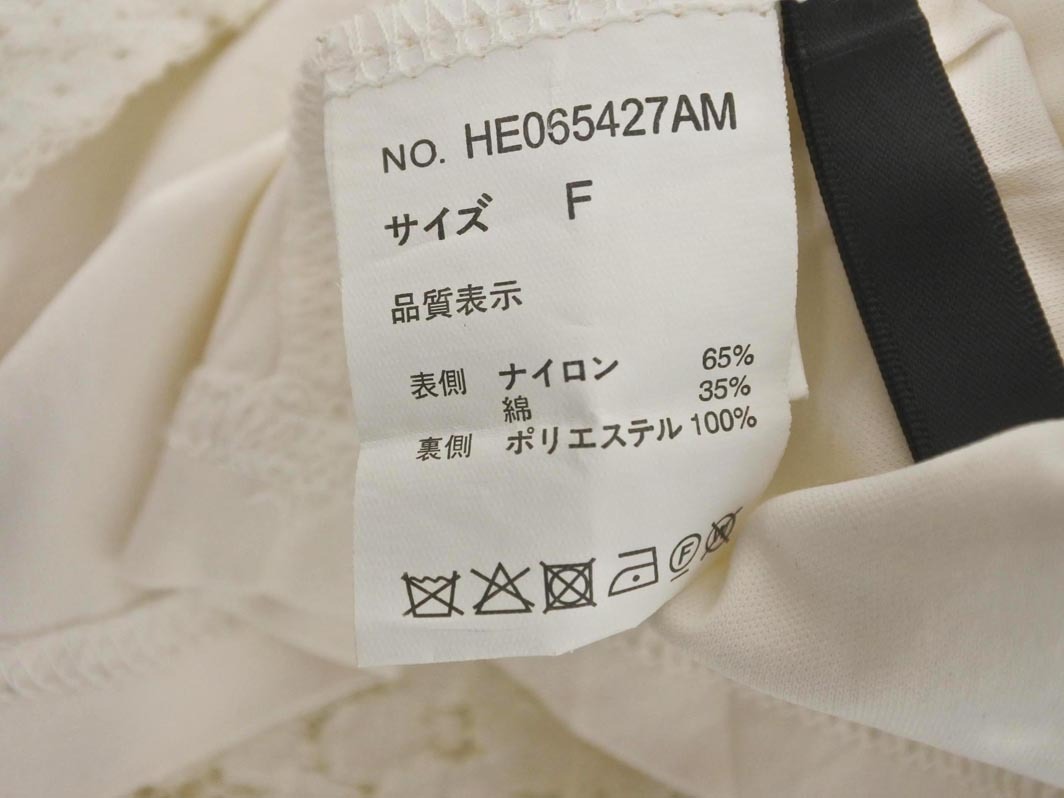 NO. HE065427AM
サイズ F
品質表示
表側 ナイロン 65%
綿 35%
裏側 ポリエステル 100%
F
W